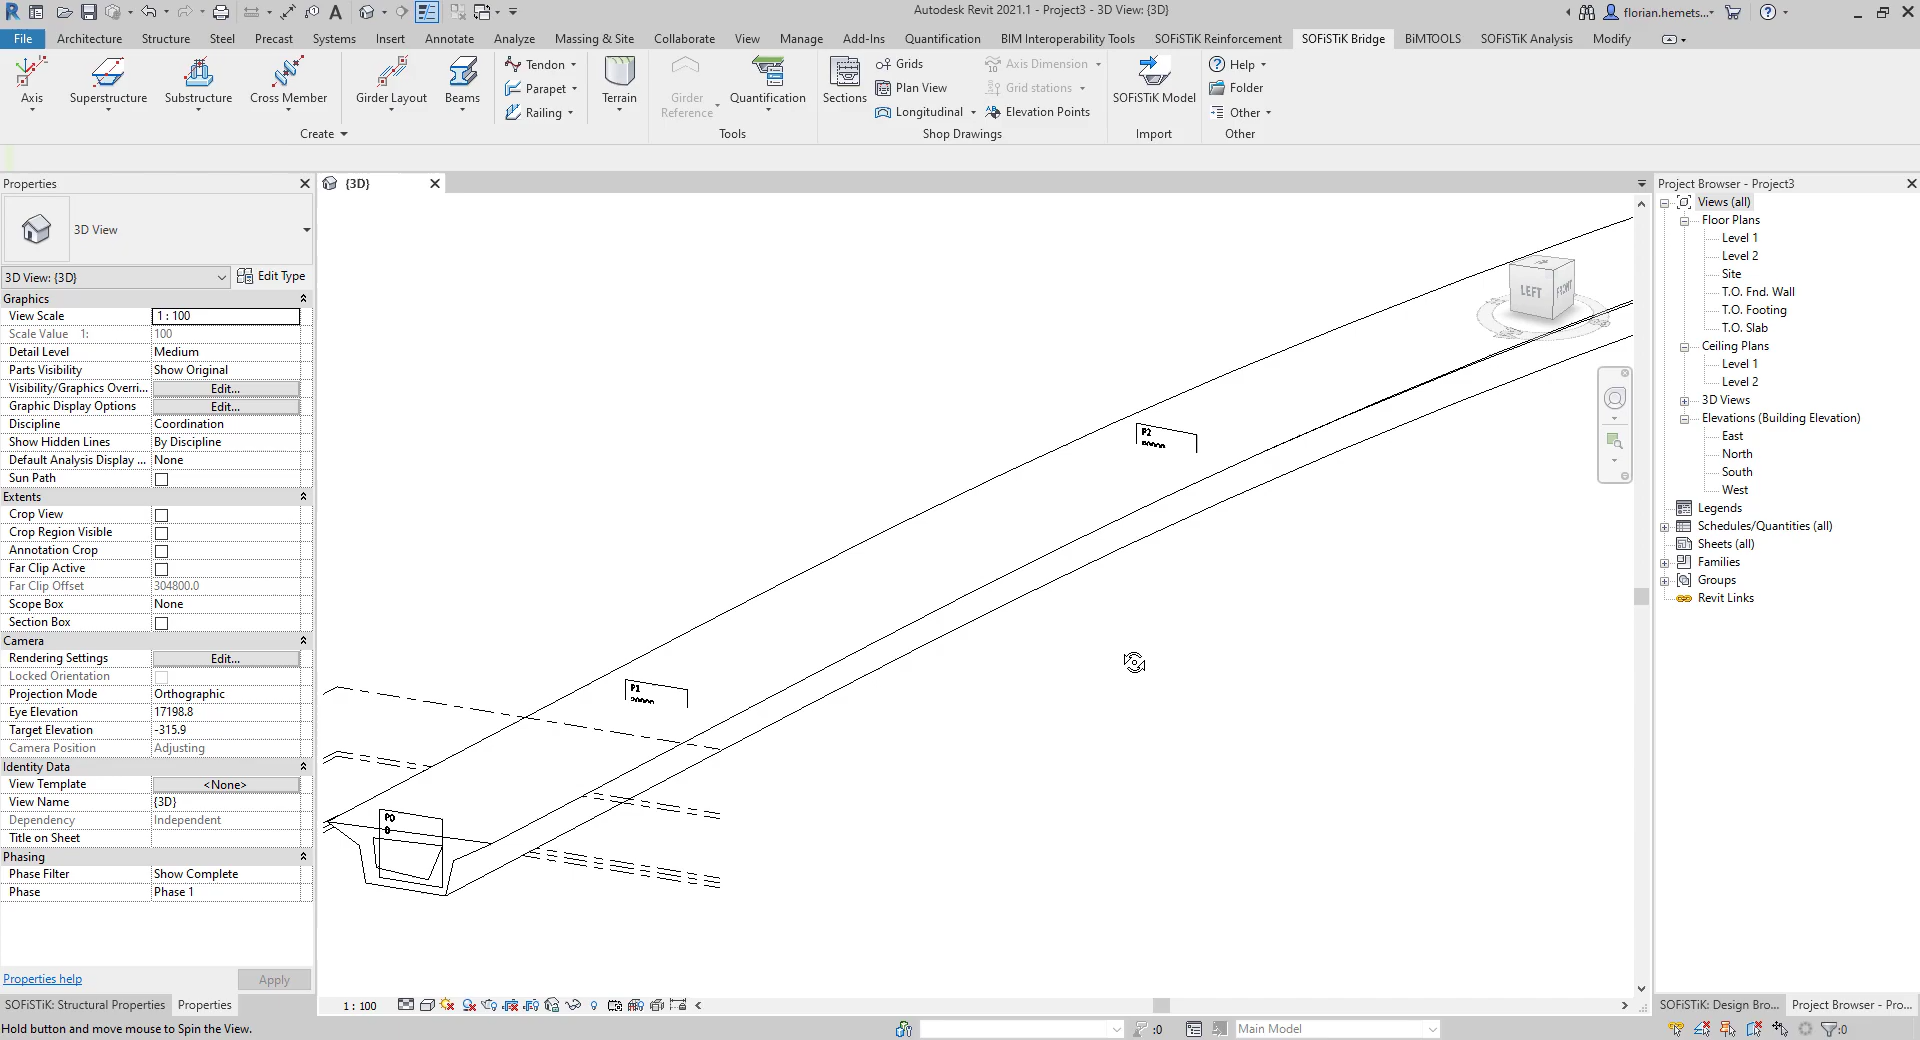 Autodesk Revit 2021.1 - Project3 - 3D View: {3D}
florian.hemets...
File
Architecture
Structure
Steel
Precast
Systems
Insert
Annotate
Analyze
Massing & Site
Collaborate
View
Manage
Add-Ins
Quantification
BIM Interoperability Tools
SOFiSTiK Reinforcement
SOFiSTiK Bridge
BiMTOOLS
SOFiSTiK Analysis
Modify
Axis
Superstructure
Substructure
Cross Member
Girder Layout
Beams
Tendon
Parapet
Railing
Terrain
Girder
Reference
Quantification
Sections
Grids
Plan View
Longitudinal
Axis Dimension
Grid stations
Elevation Points
SOFiSTiK Model
Help
Folder
Other
Create
Tools
Shop Drawings
Import
Other
Properties
{3D}
Project Browser - Project3
3D View
3D View: {3D}
Edit Type
Graphics
View Scale
1 : 100
Scale Value 1:
100
Detail Level
Medium
Parts Visibility
Show Original
Visibility/Graphics Overri...
Edit...
Graphic Display Options
Edit...
Discipline
Coordination
Show Hidden Lines
By Discipline
Default Analysis Display ...
None
Sun Path
Extents
Crop View
Crop Region Visible
Annotation Crop
Far Clip Active
Far Clip Offset
304800.0
Scope Box
None
Section Box
Camera
Rendering Settings
Edit...
Locked Orientation
Projection Mode
Orthographic
Eye Elevation
17198.8
Target Elevation
-315.9
Camera Position
Adjusting
Identity Data
View Template
<None>
View Name
{3D}
Dependency
Independent
Title on Sheet
Phasing
Phase Filter
Show Complete
Phase
Phase 1
Properties help
Apply
SOFiSTiK: Structural Properties
Properties
LEFT
FRONT
P2
P1
P0
0
Views (all)
Floor Plans
Level 1
Level 2
Site
T.O. Fnd. Wall
T.O. Footing
T.O. Slab
Ceiling Plans
Level 1
Level 2
3D Views
Elevations (Building Elevation)
East
North
South
West
Legends
Schedules/Quantities (all)
Sheets (all)
Families
Groups
Revit Links
1 : 100
SOFiSTiK: Design Bro...
Project Browser - Pro...
Hold button and move mouse to Spin the View.
:0
Main Model
:0